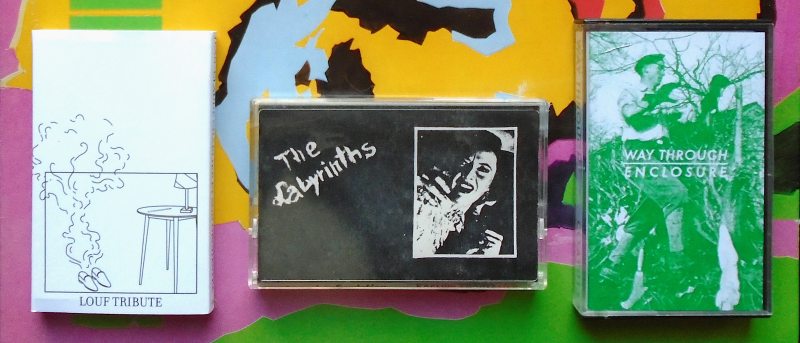 LOUF TRIBUTE
The
Labyrinths
WAY THROUGH
ENCLOSURE